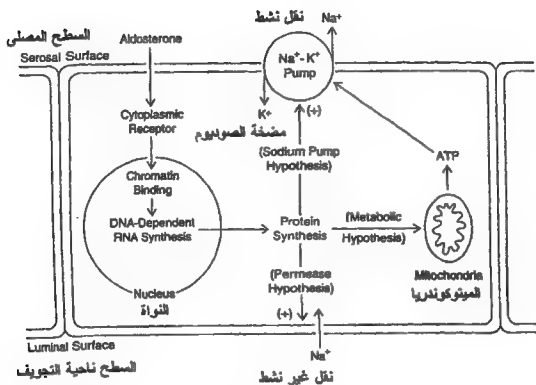 السطح المصلى
Serosal Surface
Aldosterone
نقل نشط
Na⁺
Na⁺-K⁺
Pump
K⁺
(+)
مضخة الصوديوم
Cytoplasmic
Receptor
Chromatin
Binding
DNA-Dependent
RNA Synthesis
Nucleus
النواة
(Sodium Pump
Hypothesis)
Protein
Synthesis
(Metabolic
Hypothesis)
ATP
Mitochondria
الميتوكوندريا
(Permease
Hypothesis)
(+)
Na⁺
نقل غير نشط
Luminal Surface
السطح ناحية التجويف